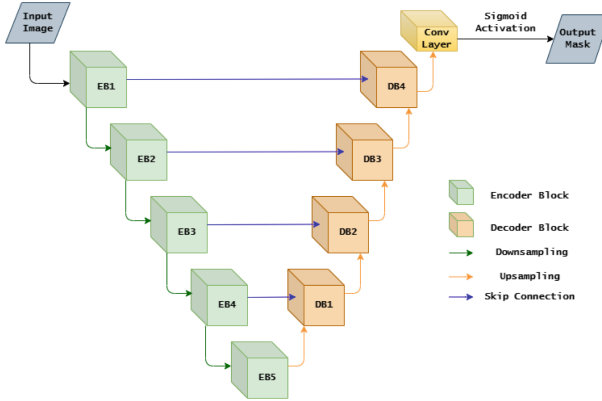 Input
Image
Conv
Layer
Sigmoid
Activation
Output
Mask
EB1
DB4
EB2
DB3
EB3
DB2
EB4
DB1
EB5
Encoder Block
Decoder Block
Downsampling
Upsampling
Skip Connection